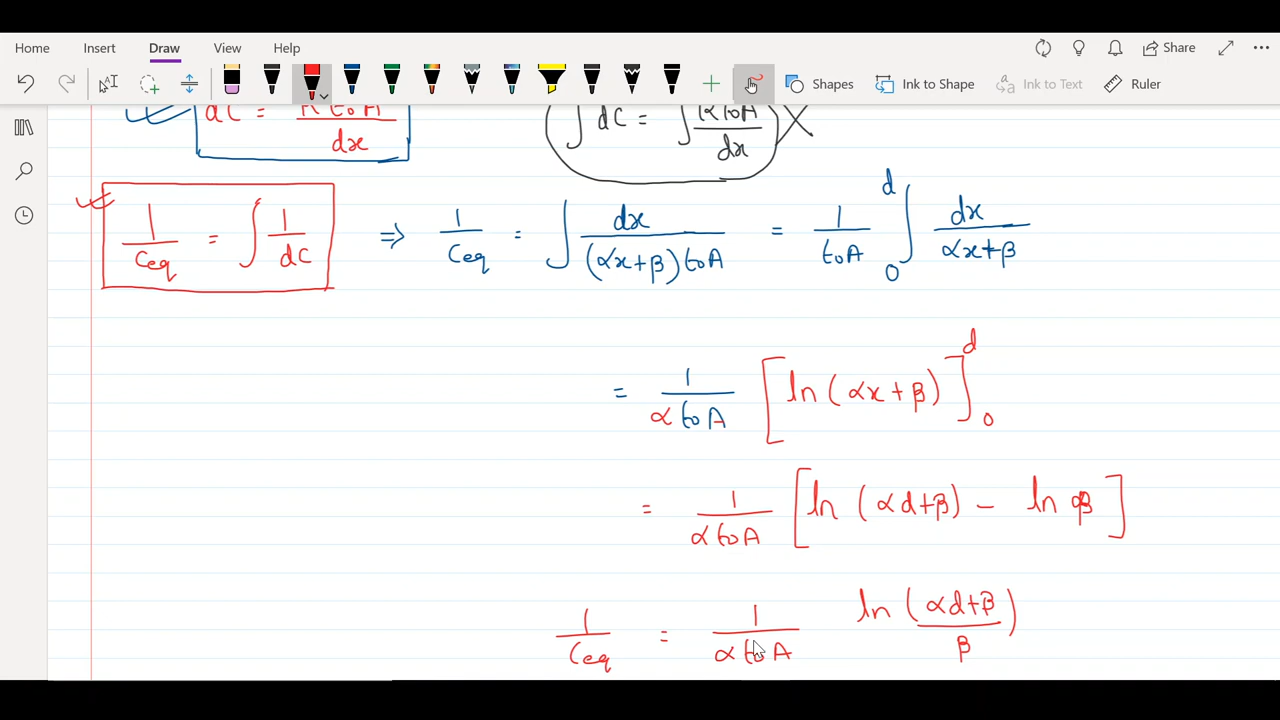 Home Insert Draw View Help Share
Shapes Ink to Shape Ink to Text Ruler
dC = K ε₀A / dx ∫ dC = ∫ K ε₀A / dx X
1/Ceq = ∫ 1/dC ⇒ 1/Ceq = ∫ dx / (αx+β) ε₀A = 1/ε₀A ∫₀ᵈ dx / αx+β
= 1/αε₀A [ln (αx+β)]₀ᵈ
= 1/αε₀A [ln (αd+β) − ln β]
1/Ceq = 1/αε₀A ln (αd+β / β)